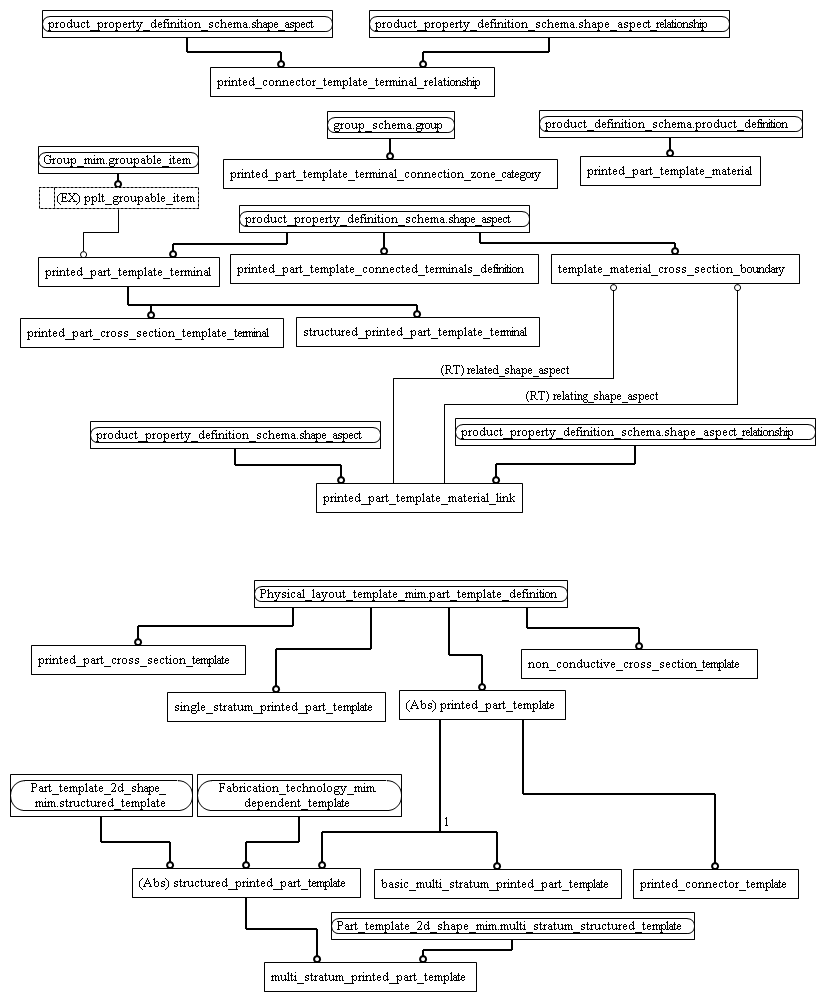 product_property_definition_schema.shape_aspect
product_property_definition_schema.shape_aspect_relationship
printed_connector_template_terminal_relationship
group_schema.group
product_definition_schema.product_definition
Group_mim.groupable_item
printed_part_template_terminal_connection_zone_category
printed_part_template_material
(EX) pplt_groupable_item
product_property_definition_schema.shape_aspect
printed_part_template_terminal
printed_part_template_connected_terminals_definition
template_material_cross_section_boundary
printed_part_cross_section_template_terminal
structured_printed_part_template_terminal
(RT) related_shape_aspect
(RT) relating_shape_aspect
product_property_definition_schema.shape_aspect
product_property_definition_schema.shape_aspect_relationship
printed_part_template_material_link
Physical_layout_template_mim.part_template_definition
printed_part_cross_section_template
non_conductive_cross_section_template
single_stratum_printed_part_template
(Abs) printed_part_template
Part_template_2d_shape_
mim.structured_template
Fabrication_technology_mim.
dependent_template
1
(Abs) structured_printed_part_template
basic_multi_stratum_printed_part_template
printed_connector_template
Part_template_2d_shape_mim.multi_stratum_structured_template
multi_stratum_printed_part_template